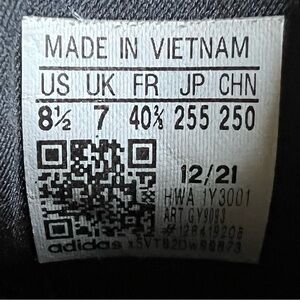 MADE IN VIETNAM
US UK FR JP CHN
8½ 7 40⅔ 255 250
12/21
HWA 1Y3001
ART
adidas